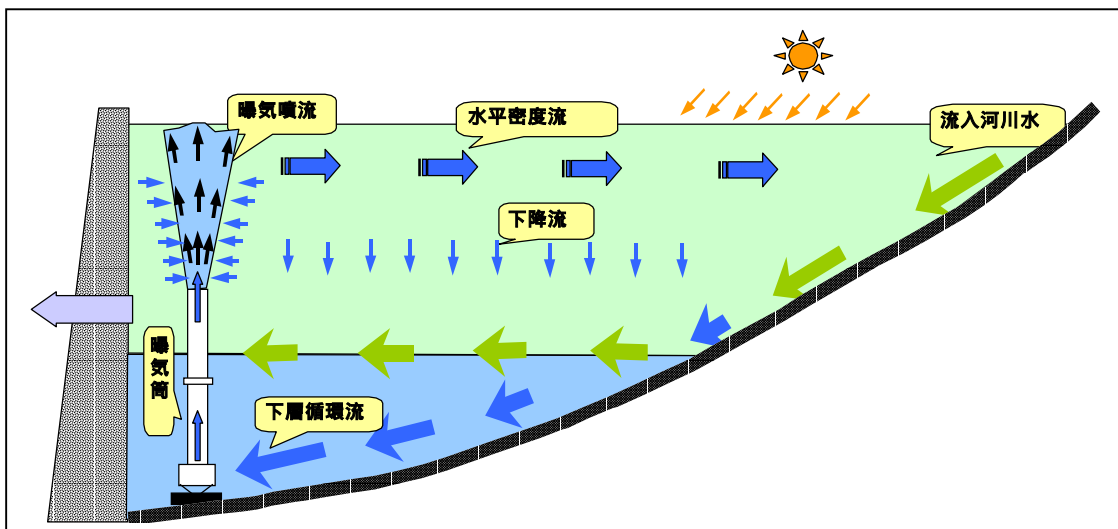 曝気噴流
水平密度流
流入河川水
下降流
曝気筒
下層循環流